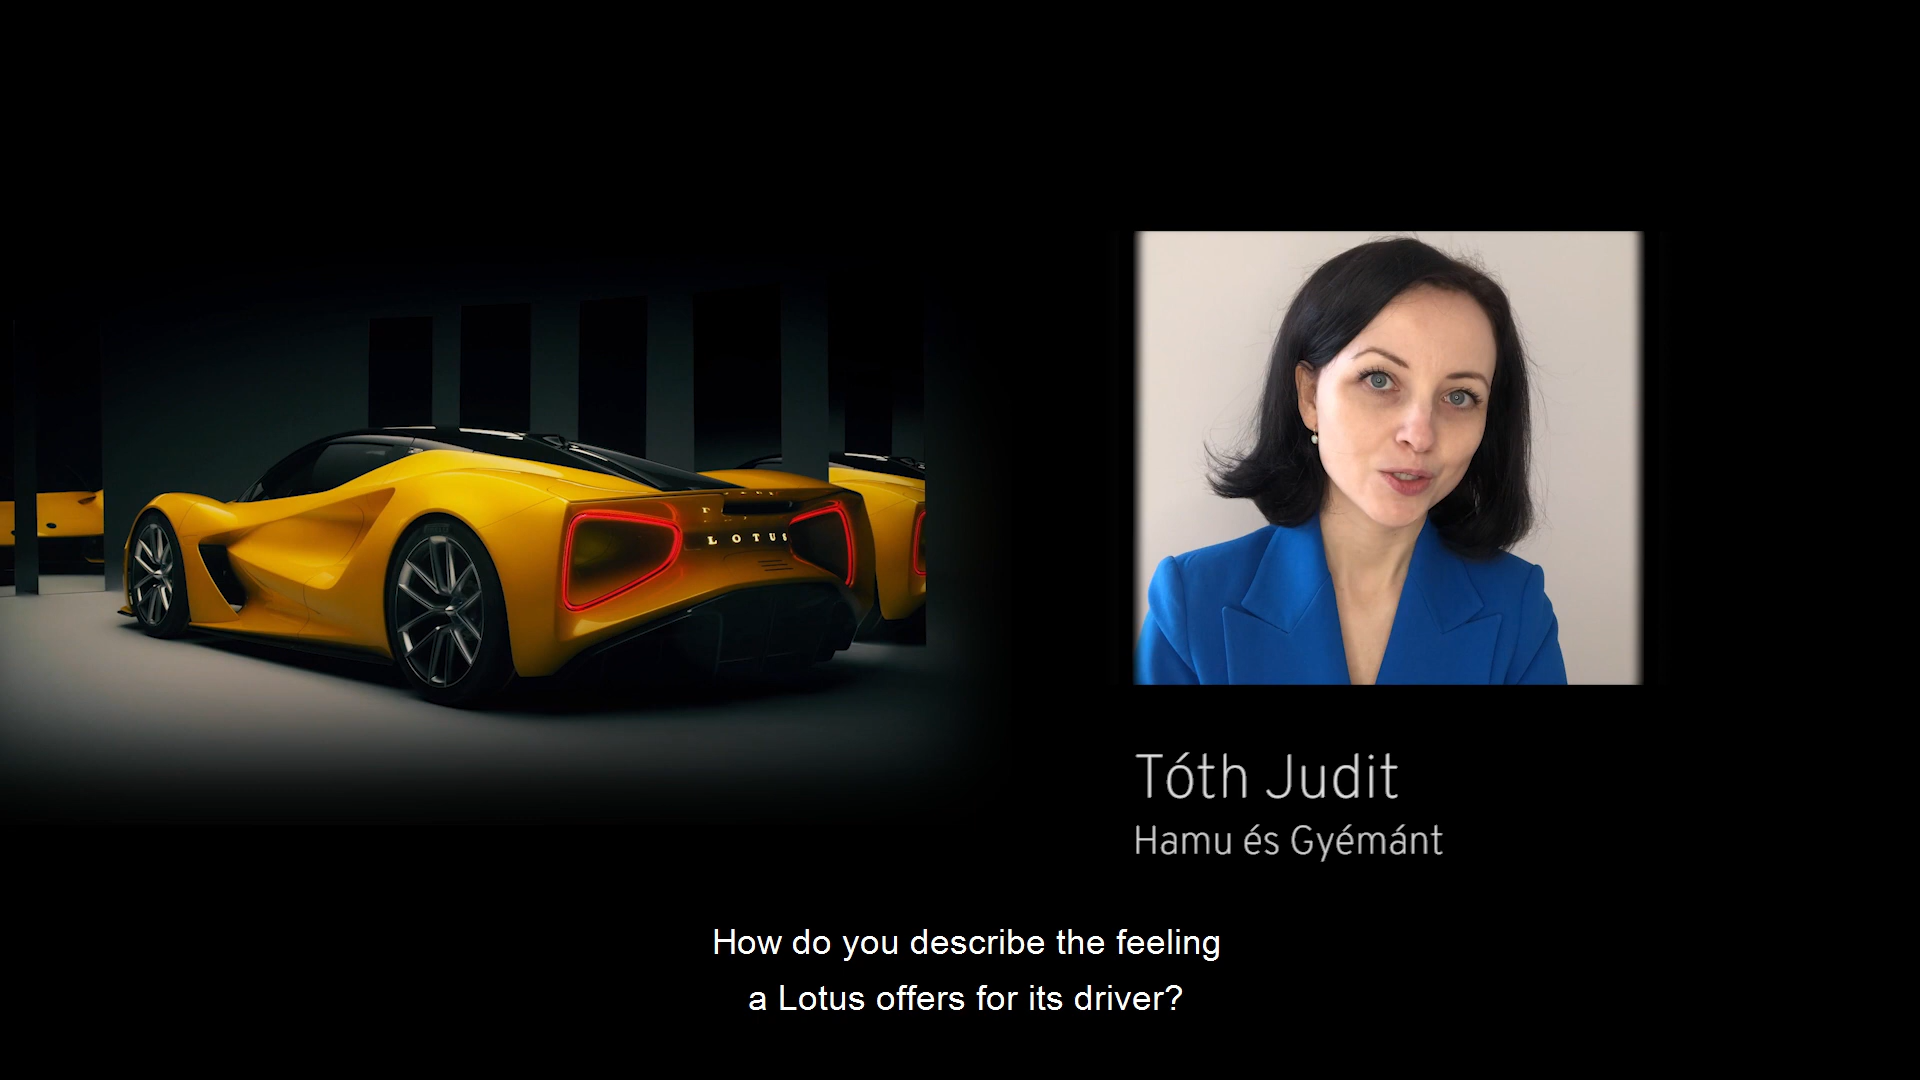 LOTUS
Tóth Judit
Hamu és Gyémánt
How do you describe the feeling
a Lotus offers for its driver?